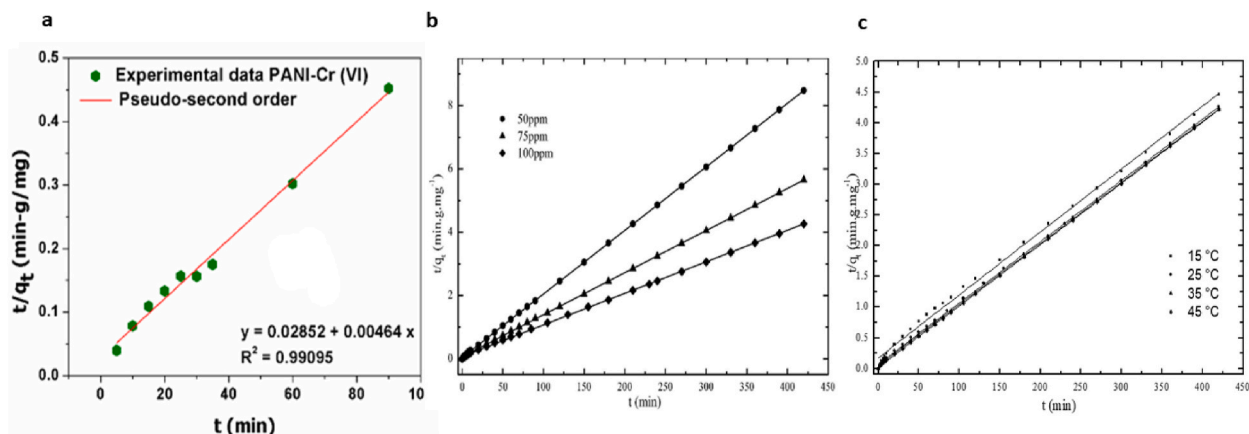 a
0.5
0.4
0.3
0.2
0.1
0.0
t/qt (min-g/mg)
Experimental data PANI-Cr (VI)
Pseudo-second order
y = 0.02852 + 0.00464 x
R² = 0.99095
0 20 40 60 80 10
t (min)
b
8
6
4
2
0
t/qt (min.g.mg⁻¹)
50ppm
75ppm
100ppm
0 50 100 150 200 250 300 350 400 450
t (min)
c
5.0
4.5
4.0
3.5
3.0
2.5
2.0
1.5
1.0
0.5
0.0
t/qt (min.g.mg⁻¹)
15 °C
25 °C
35 °C
45 °C
0 50 100 150 200 250 300 350 400 450
t (min)